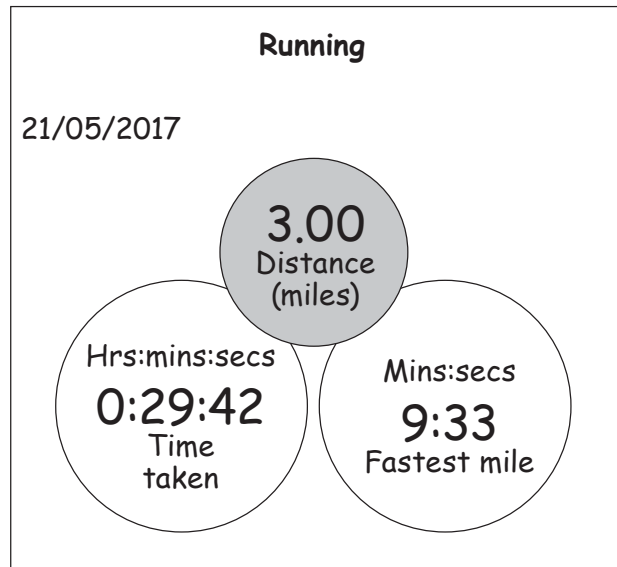 Running
21/05/2017
3.00
Distance
(miles)
Hrs:mins:secs
0:29:42
Time
taken
Mins:secs
9:33
Fastest mile